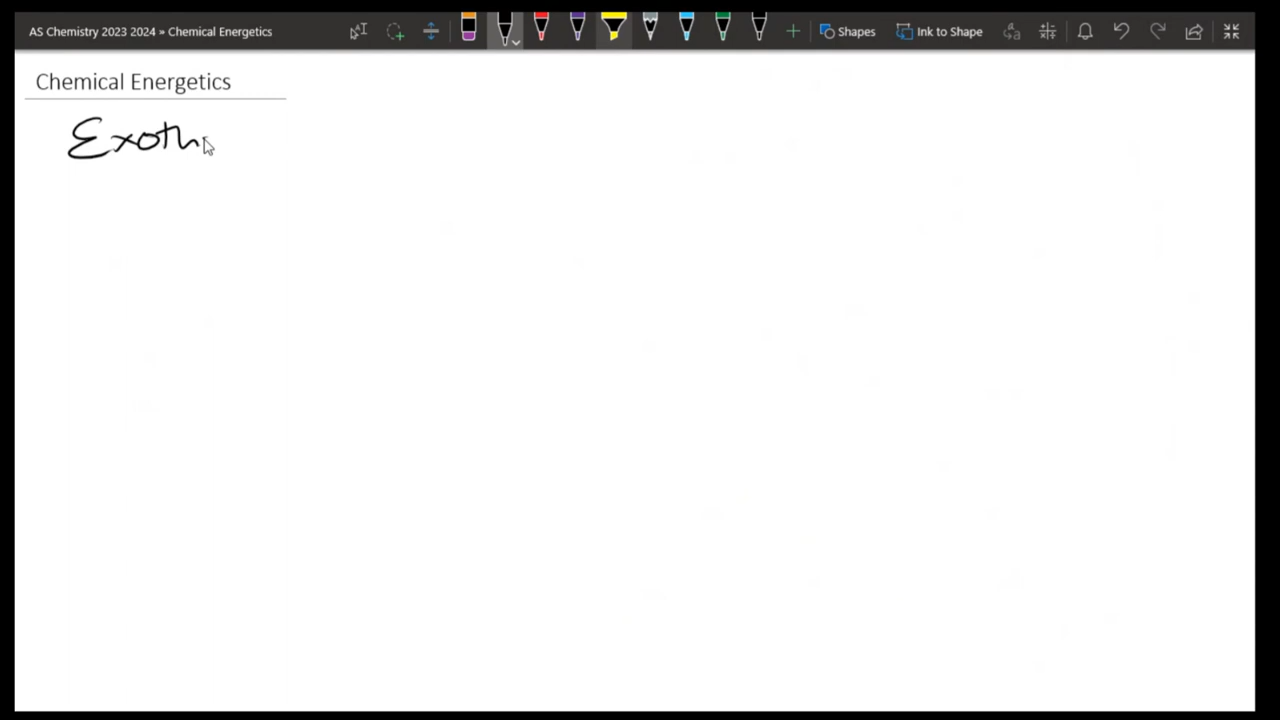 AS Chemistry 2023 2024 » Chemical Energetics
Shapes
Ink to Shape
Chemical Energetics
Exoth